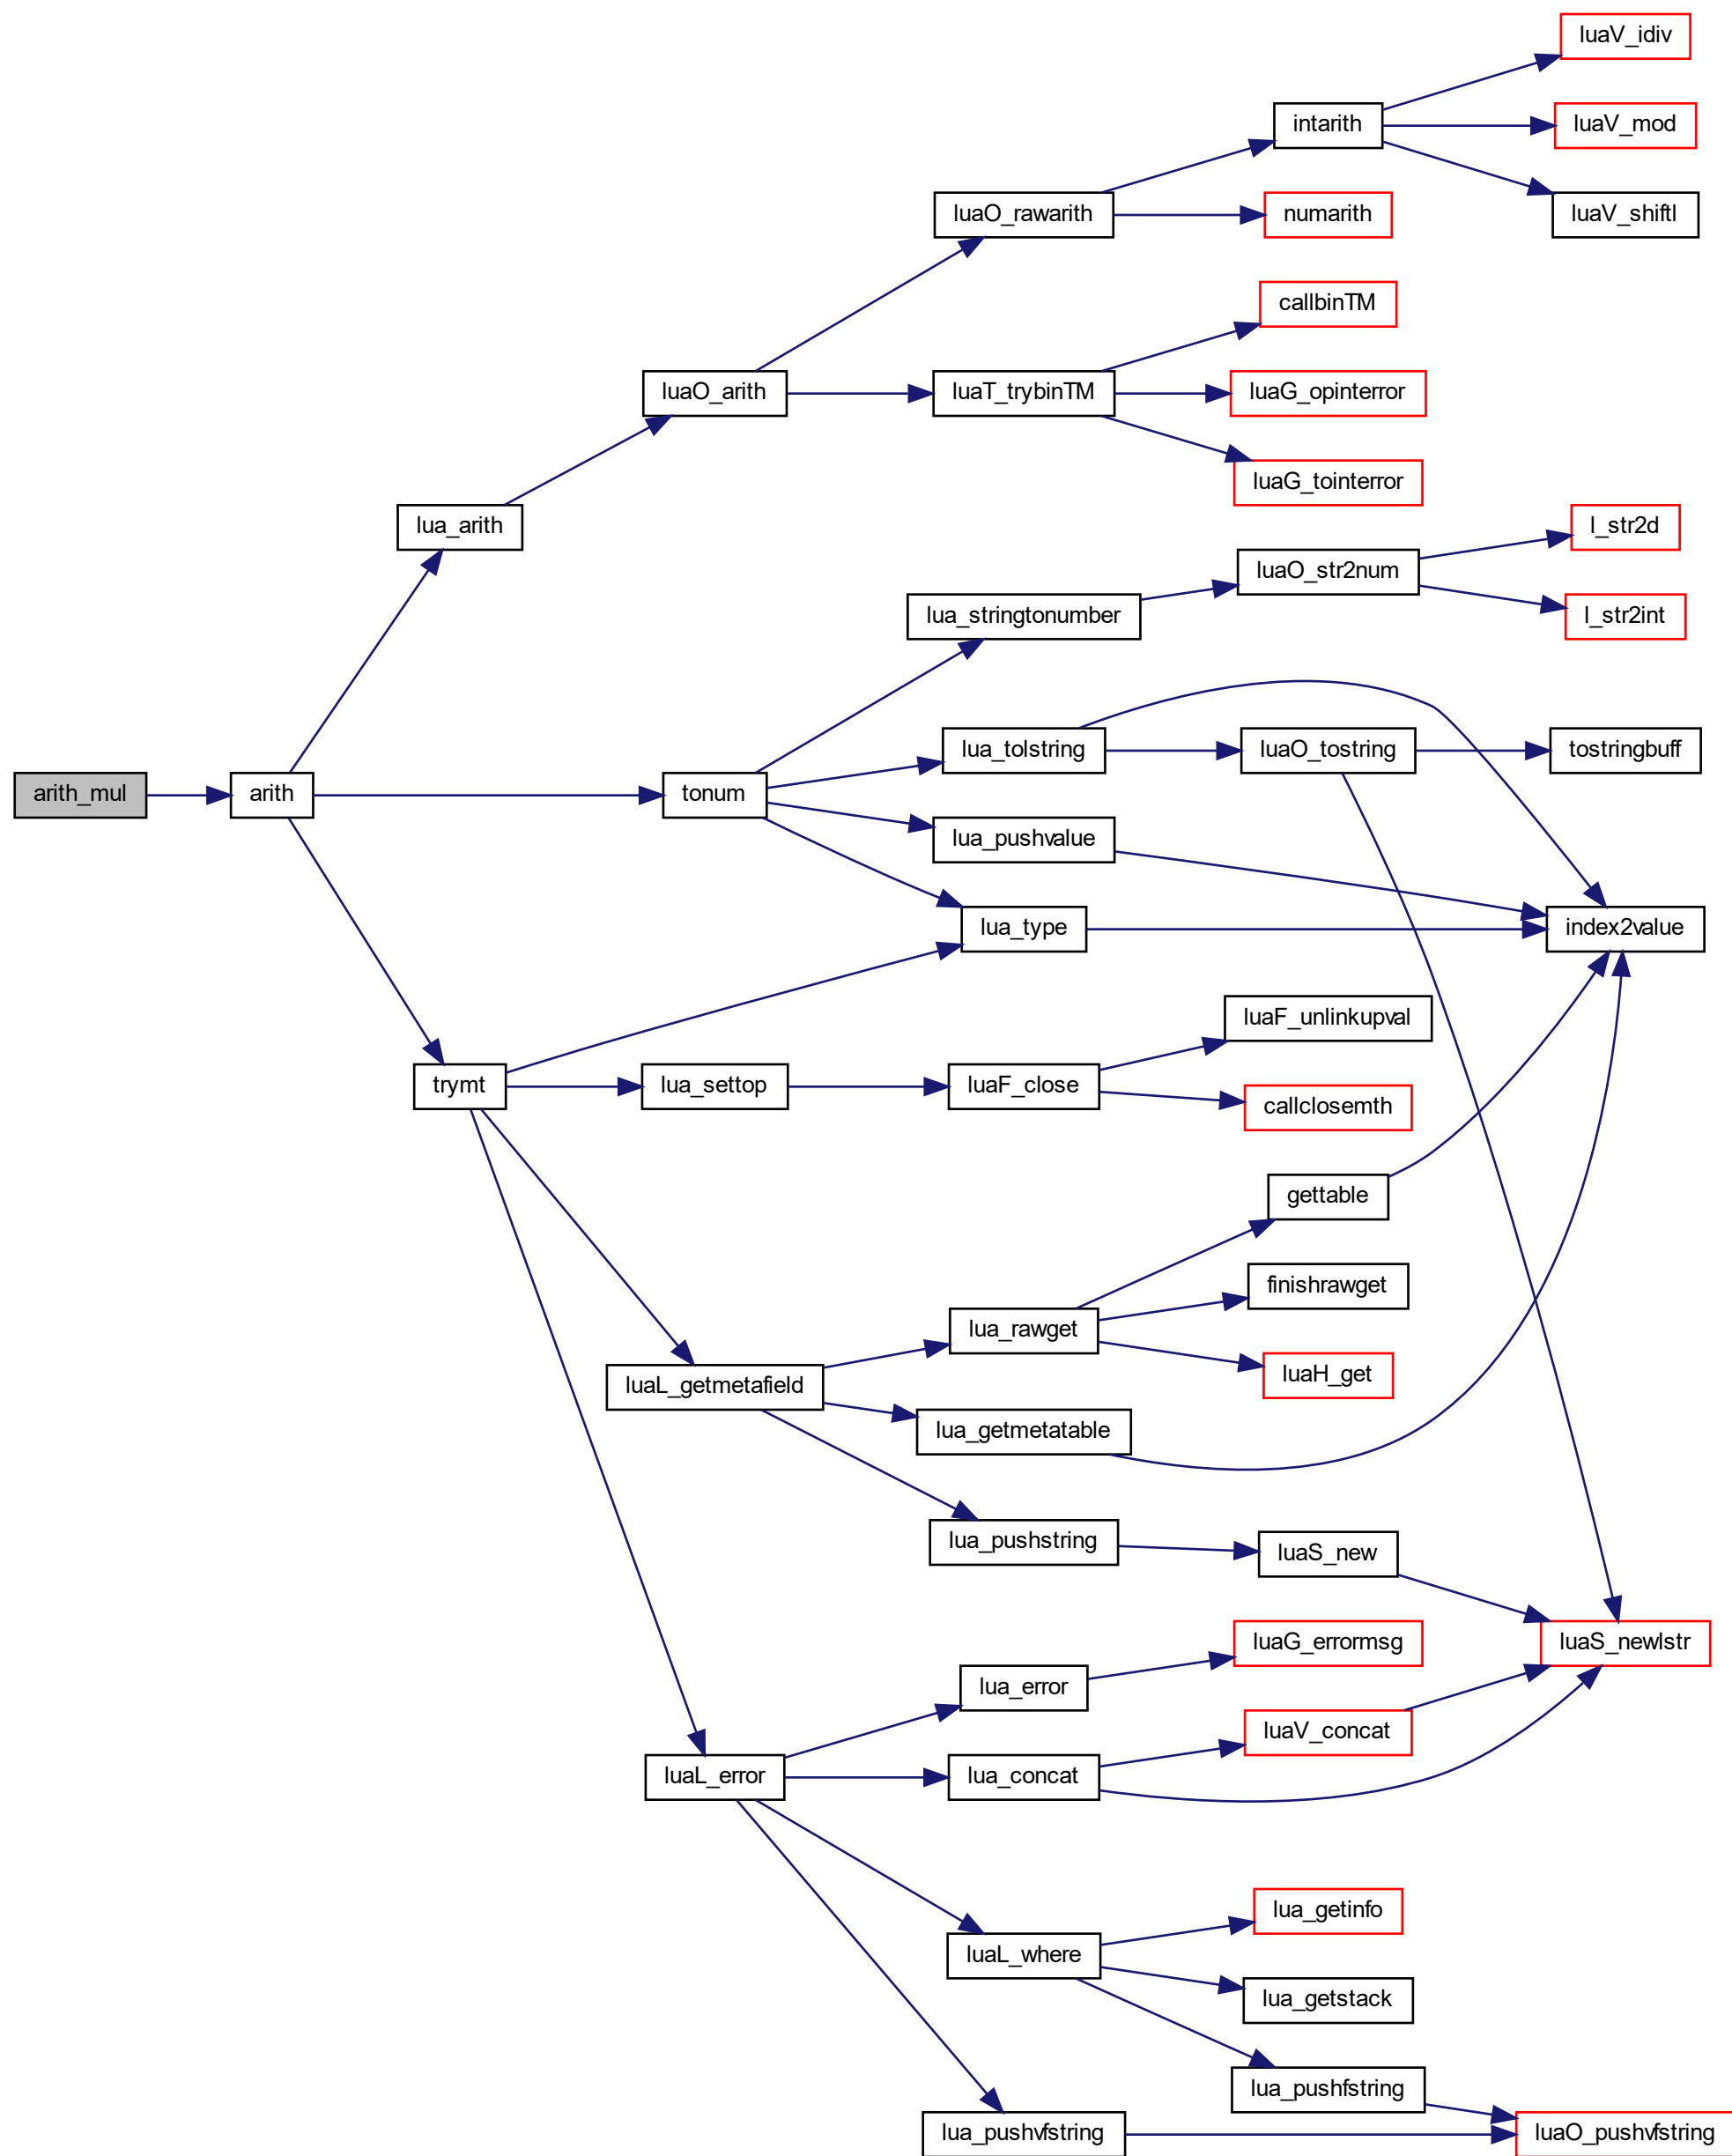 luaV_idiv
intarith
luaV_mod
luaO_rawarith
numarith
luaV_shiftl
callbinTM
luaO_arith
luaT_trybinTM
luaG_opinterror
luaG_tointerror
lua_arith
l_str2d
luaO_str2num
lua_stringtonumber
l_str2int
lua_tolstring
luaO_tostring
tostringbuff
arith_mul
arith
tonum
lua_pushvalue
lua_type
index2value
luaF_unlinkupval
trymt
lua_settop
luaF_close
callclosemth
gettable
finishrawget
lua_rawget
luaL_getmetafield
luaH_get
lua_getmetatable
lua_pushstring
luaS_new
luaG_errormsg
luaS_newlstr
lua_error
luaV_concat
luaL_error
lua_concat
lua_getinfo
luaL_where
lua_getstack
lua_pushfstring
lua_pushvfstring
luaO_pushvfstring